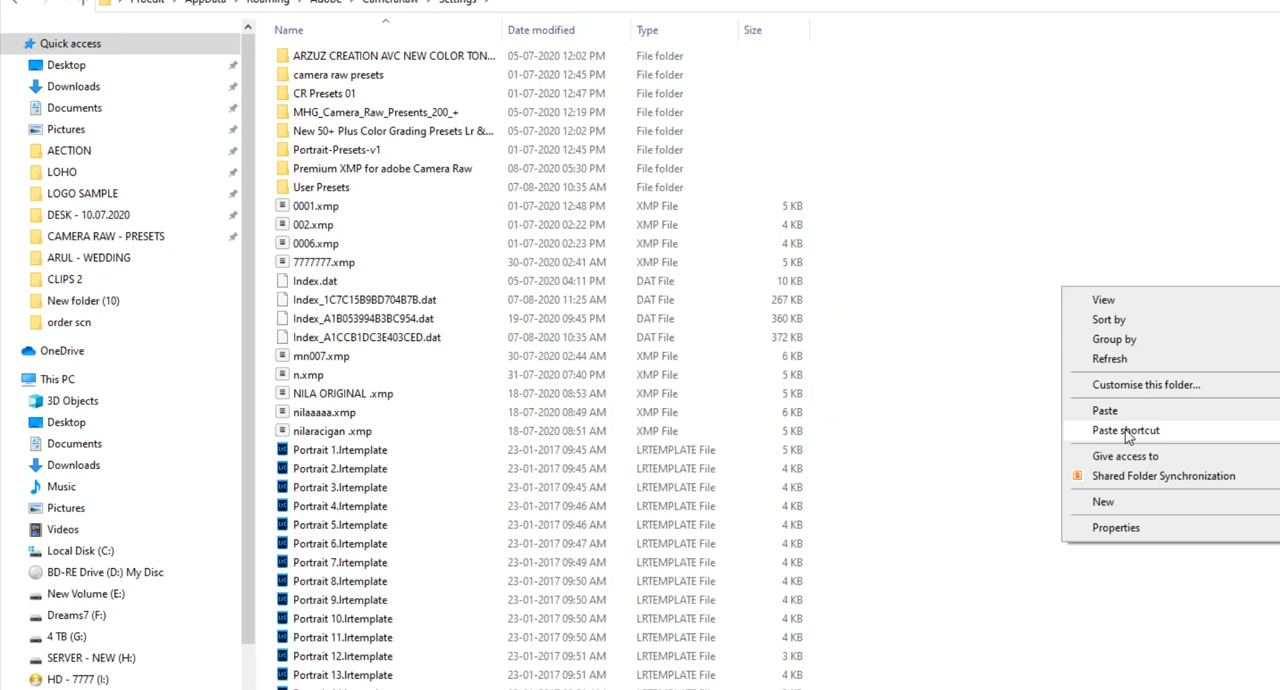 Procult AppData Roaming Adobe CameraRaw Settings
Name Date modified Type Size
Quick access
Desktop
Downloads
Documents
Pictures
AECTION
LOHO
LOGO SAMPLE
DESK - 10.07.2020
CAMERA RAW - PRESETS
ARUL - WEDDING
CLIPS 2
New folder (10)
order scn
OneDrive
This PC
3D Objects
Desktop
Documents
Downloads
Music
Pictures
Videos
Local Disk (C:)
BD-RE Drive (D:) My Disc
New Volume (E:)
Dreams7 (F:)
4 TB (G:)
SERVER - NEW (H:)
HD - 7777 (I:)
ARZUZ CREATION AVC NEW COLOR TON... 05-07-2020 12:02 PM File folder
camera raw presets 01-07-2020 12:45 PM File folder
CR Presets 01 01-07-2020 12:47 PM File folder
MHG_Camera_Raw_Presents_200_+ 05-07-2020 12:19 PM File folder
New 50+ Plus Color Grading Presets Lr &... 05-07-2020 12:02 PM File folder
Portrait-Presets-v1 01-07-2020 12:45 PM File folder
Premium XMP for adobe Camera Raw 08-07-2020 05:30 PM File folder
User Presets 07-08-2020 10:35 AM File folder
0001.xmp 01-07-2020 12:48 PM XMP File 5 KB
002.xmp 01-07-2020 02:22 PM XMP File 4 KB
0006.xmp 01-07-2020 02:23 PM XMP File 4 KB
7777777.xmp 30-07-2020 02:41 AM XMP File 5 KB
Index.dat 05-07-2020 04:11 PM DAT File 10 KB
Index_1C7C15B9BD704B7B.dat 07-08-2020 11:25 AM DAT File 267 KB
Index_A1B053994B3BC954.dat 19-07-2020 09:45 PM DAT File 360 KB
Index_A1CCB1DC3E403CED.dat 07-08-2020 10:35 AM DAT File 372 KB
mn007.xmp 30-07-2020 02:44 AM XMP File 6 KB
n.xmp 31-07-2020 07:40 PM XMP File 5 KB
NILA ORIGINAL .xmp 18-07-2020 08:53 AM XMP File 5 KB
nilaaaaa.xmp 18-07-2020 08:49 AM XMP File 6 KB
nilaracigan .xmp 18-07-2020 08:51 AM XMP File 5 KB
Portrait 1.lrtemplate 23-01-2017 09:45 AM LRTEMPLATE File 5 KB
Portrait 2.lrtemplate 23-01-2017 09:45 AM LRTEMPLATE File 4 KB
Portrait 3.lrtemplate 23-01-2017 09:45 AM LRTEMPLATE File 4 KB
Portrait 4.lrtemplate 23-01-2017 09:46 AM LRTEMPLATE File 4 KB
Portrait 5.lrtemplate 23-01-2017 09:46 AM LRTEMPLATE File 4 KB
Portrait 6.lrtemplate 23-01-2017 09:47 AM LRTEMPLATE File 4 KB
Portrait 7.lrtemplate 23-01-2017 09:49 AM LRTEMPLATE File 4 KB
Portrait 8.lrtemplate 23-01-2017 09:50 AM LRTEMPLATE File 4 KB
Portrait 9.lrtemplate 23-01-2017 09:50 AM LRTEMPLATE File 4 KB
Portrait 10.lrtemplate 23-01-2017 09:50 AM LRTEMPLATE File 4 KB
Portrait 11.lrtemplate 23-01-2017 09:50 AM LRTEMPLATE File 4 KB
Portrait 12.lrtemplate 23-01-2017 09:51 AM LRTEMPLATE File 3 KB
Portrait 13.lrtemplate 23-01-2017 09:51 AM LRTEMPLATE File 4 KB
View
Sort by
Group by
Refresh
Customise this folder...
Paste
Paste shortcut
Give access to
Shared Folder Synchronization
New
Properties